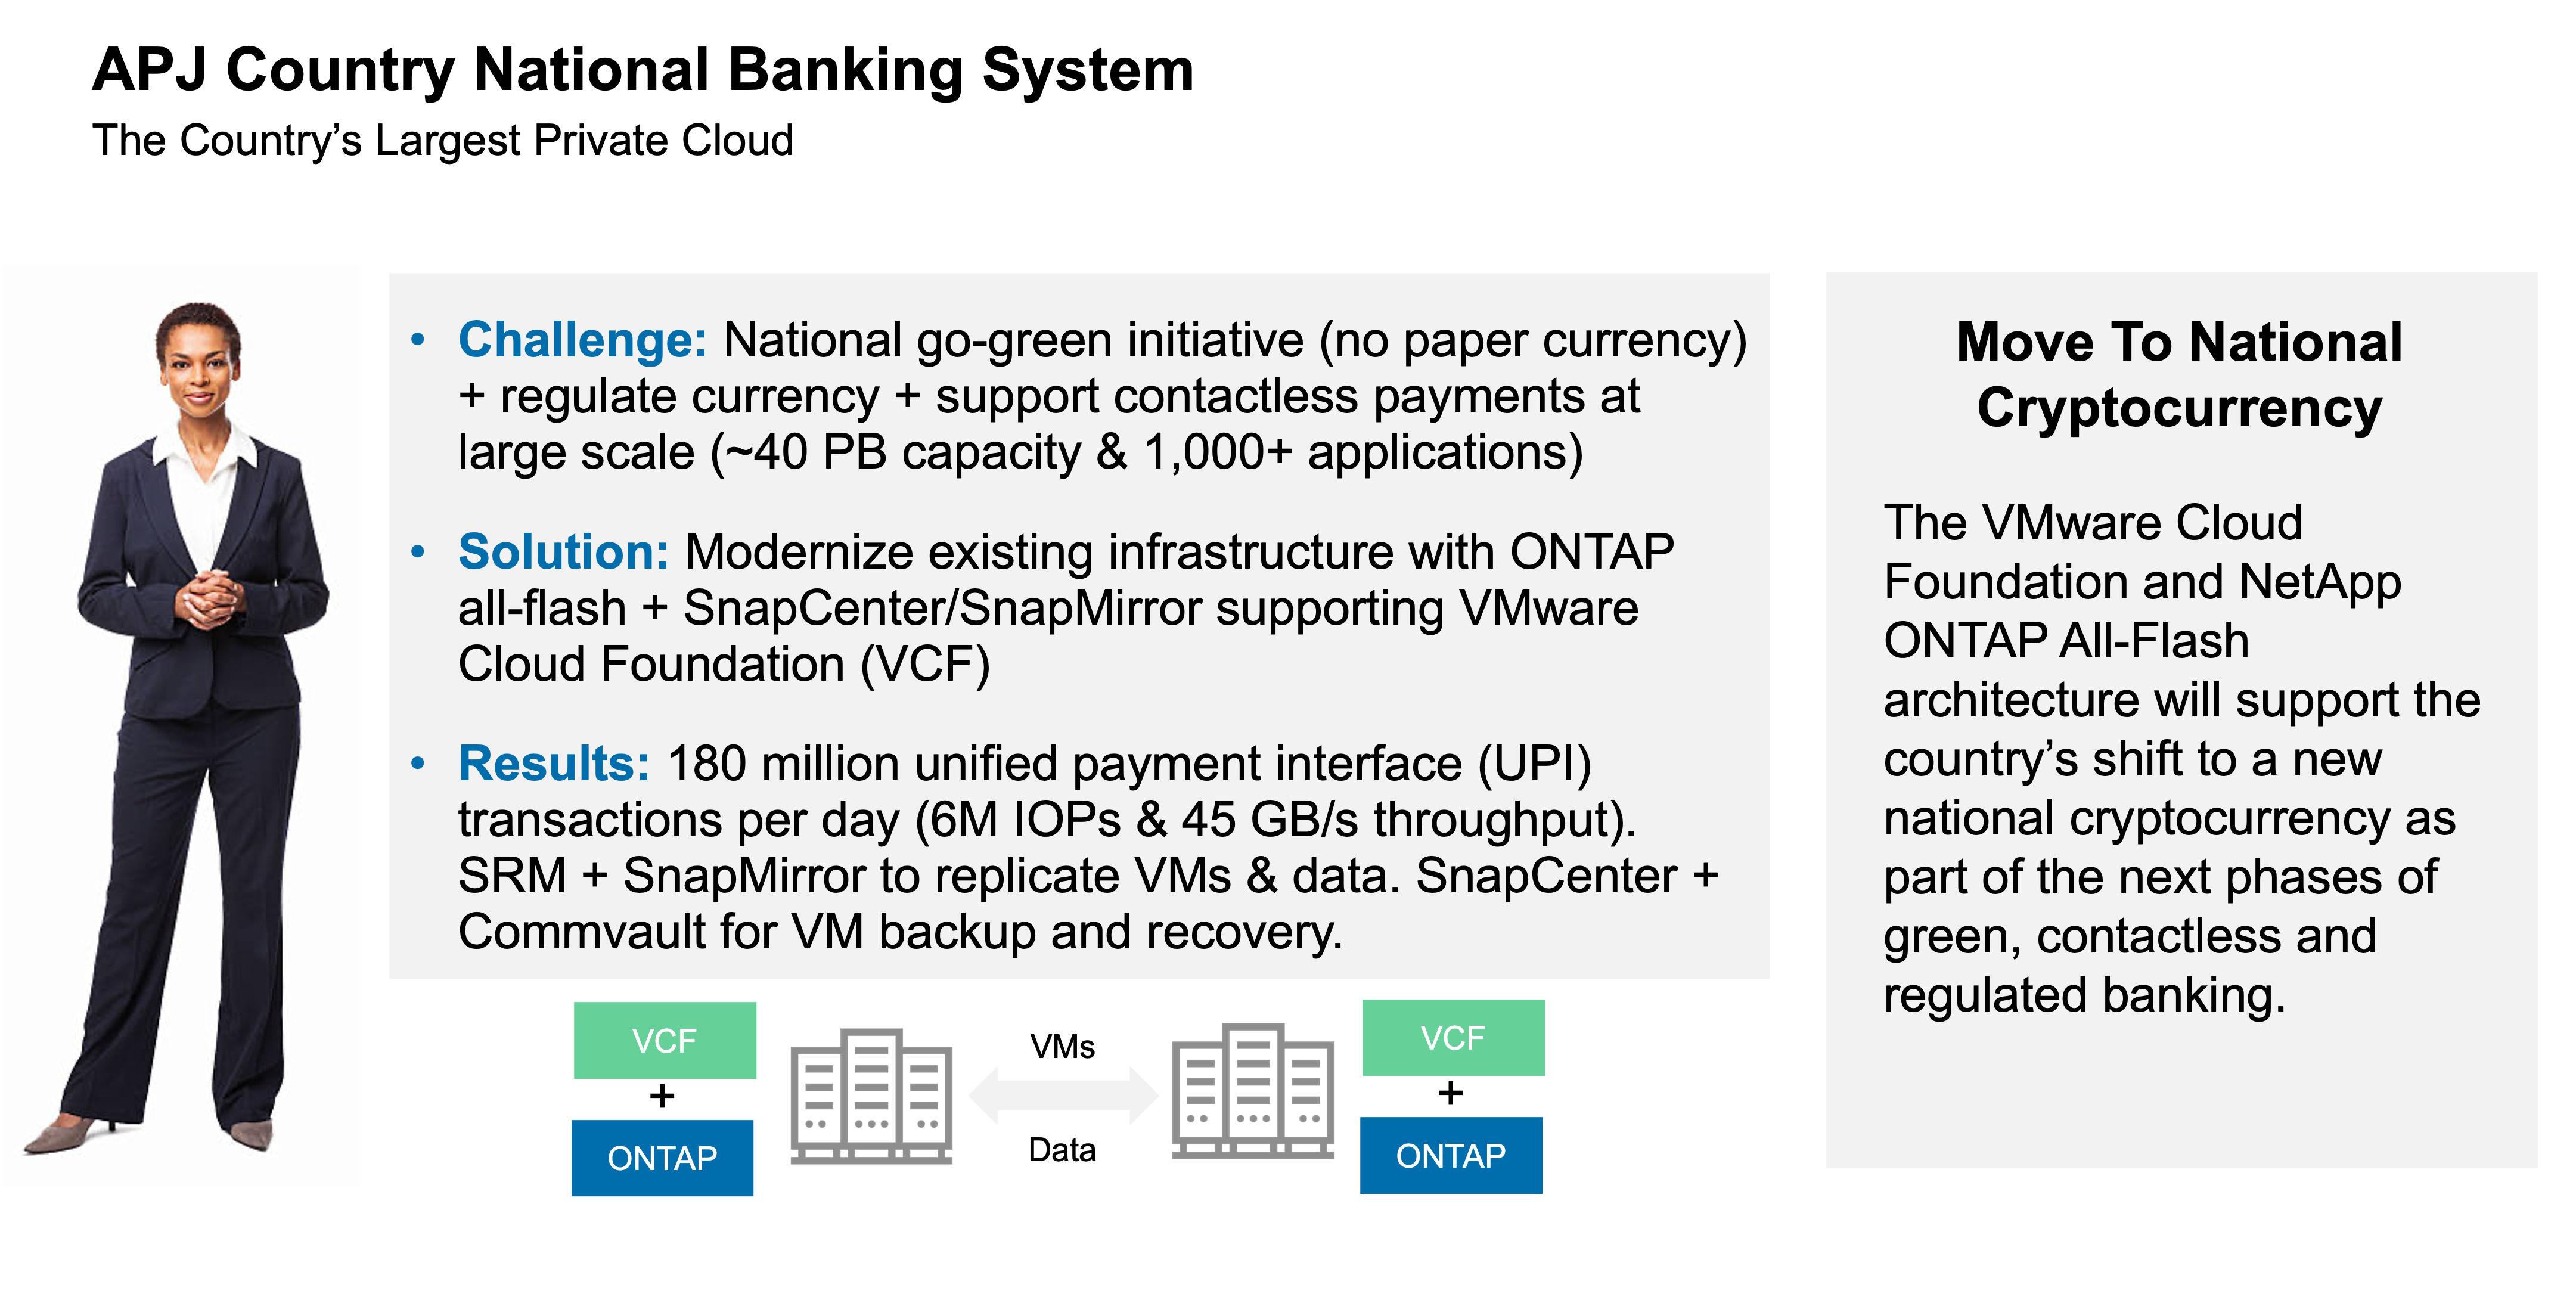 APJ Country National Banking System
The Country’s Largest Private Cloud
• Challenge: National go-green initiative (no paper currency)
+ regulate currency + support contactless payments at
large scale (~40 PB capacity & 1,000+ applications)
• Solution: Modernize existing infrastructure with ONTAP
all-flash + SnapCenter/SnapMirror supporting VMware
Cloud Foundation (VCF)
• Results: 180 million unified payment interface (UPI)
transactions per day (6M IOPs & 45 GB/s throughput).
SRM + SnapMirror to replicate VMs & data. SnapCenter +
Commvault for VM backup and recovery.
VCF
+
ONTAP
VMs
Data
VCF
+
ONTAP
Move To National
Cryptocurrency
The VMware Cloud
Foundation and NetApp
ONTAP All-Flash
architecture will support the
country’s shift to a new
national cryptocurrency as
part of the next phases of
green, contactless and
regulated banking.